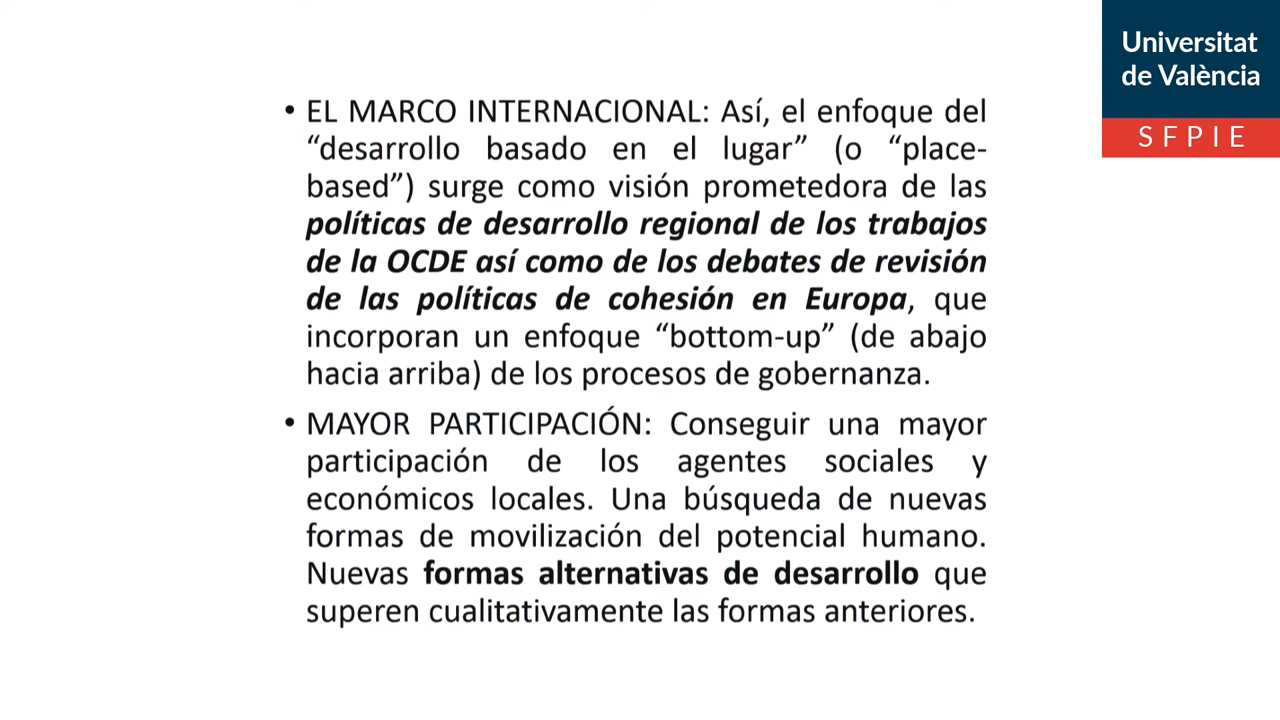 Universitat
de València
SFPIE
• EL MARCO INTERNACIONAL: Así, el enfoque del
“desarrollo basado en el lugar” (o “place-
based”) surge como visión prometedora de las
políticas de desarrollo regional de los trabajos
de la OCDE así como de los debates de revisión
de las políticas de cohesión en Europa, que
incorporan un enfoque “bottom-up” (de abajo
hacia arriba) de los procesos de gobernanza.
• MAYOR PARTICIPACIÓN: Conseguir una mayor
participación de los agentes sociales y
económicos locales. Una búsqueda de nuevas
formas de movilización del potencial humano.
Nuevas formas alternativas de desarrollo que
superen cualitativamente las formas anteriores.